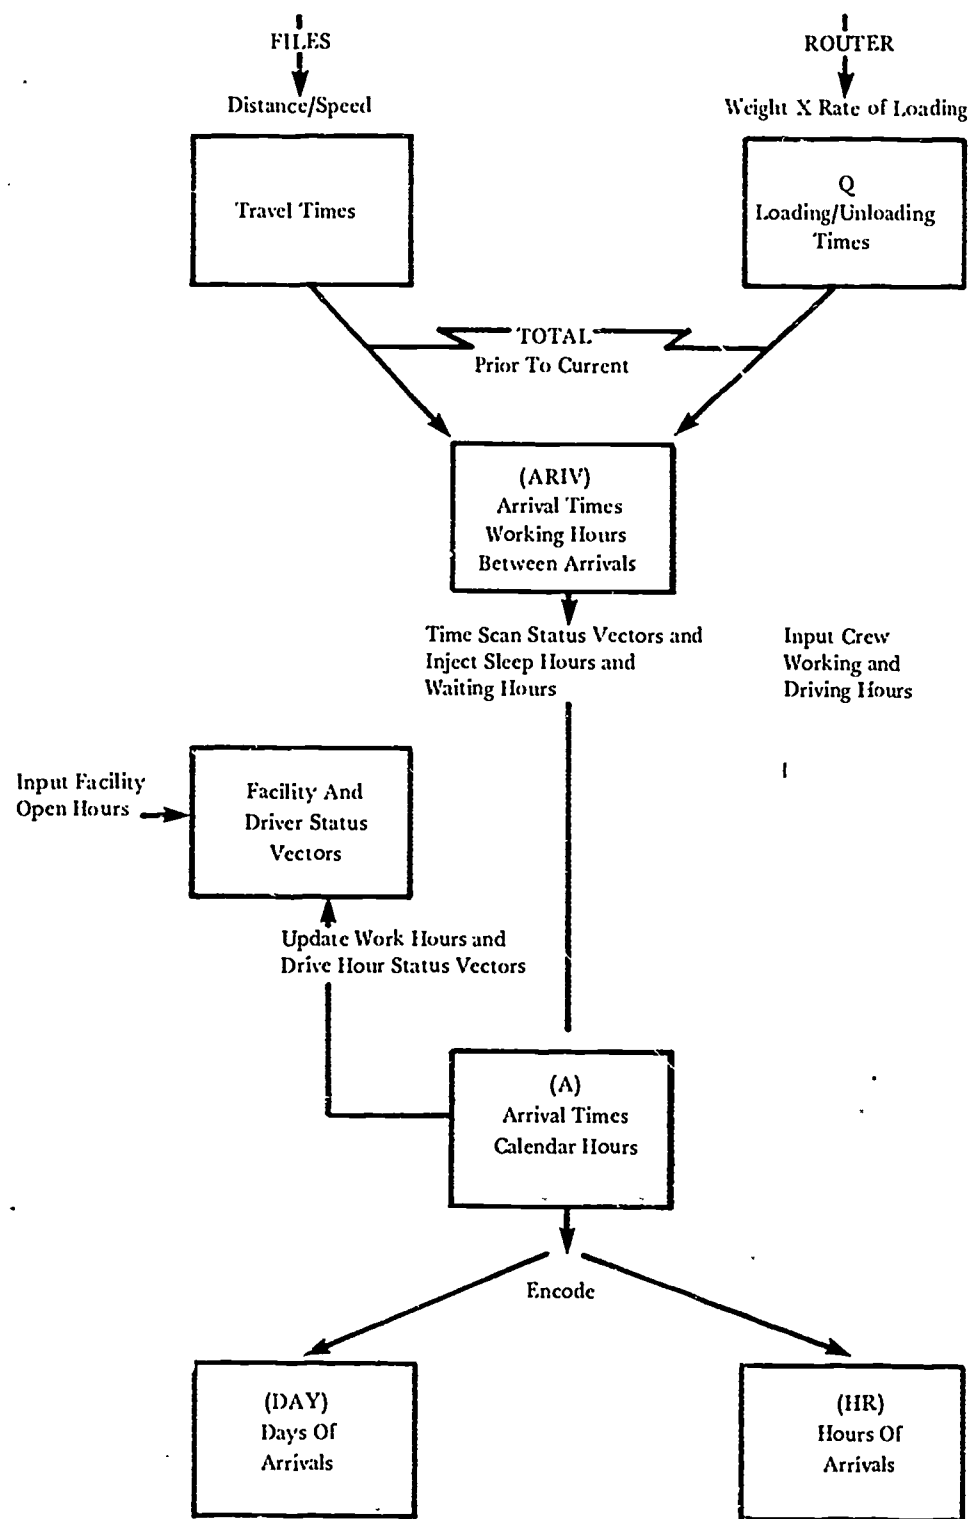 FILES
ROUTER
Distance/Speed
Weight X Rate of Loading
Travel Times
Q
Loading/Unloading
Times
TOTAL
Prior To Current
(ARIV)
Arrival Times
Working Hours
Between Arrivals
Time Scan Status Vectors and
Inject Sleep Hours and
Waiting Hours
Input Crew
Working and
Driving Hours
Input Facility
Open Hours
Facility And
Driver Status
Vectors
Update Work Hours and
Drive Hour Status Vectors
(A)
Arrival Times
Calendar Hours
Encode
(DAY)
Days Of
Arrivals
(HR)
Hours Of
Arrivals